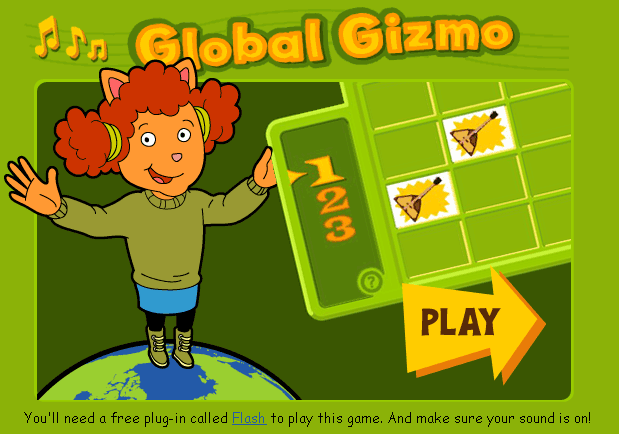 Global Gizmo
1
2
3
?
PLAY
You'll need a free plug-in called Flash to play this game. And make sure your sound is on!